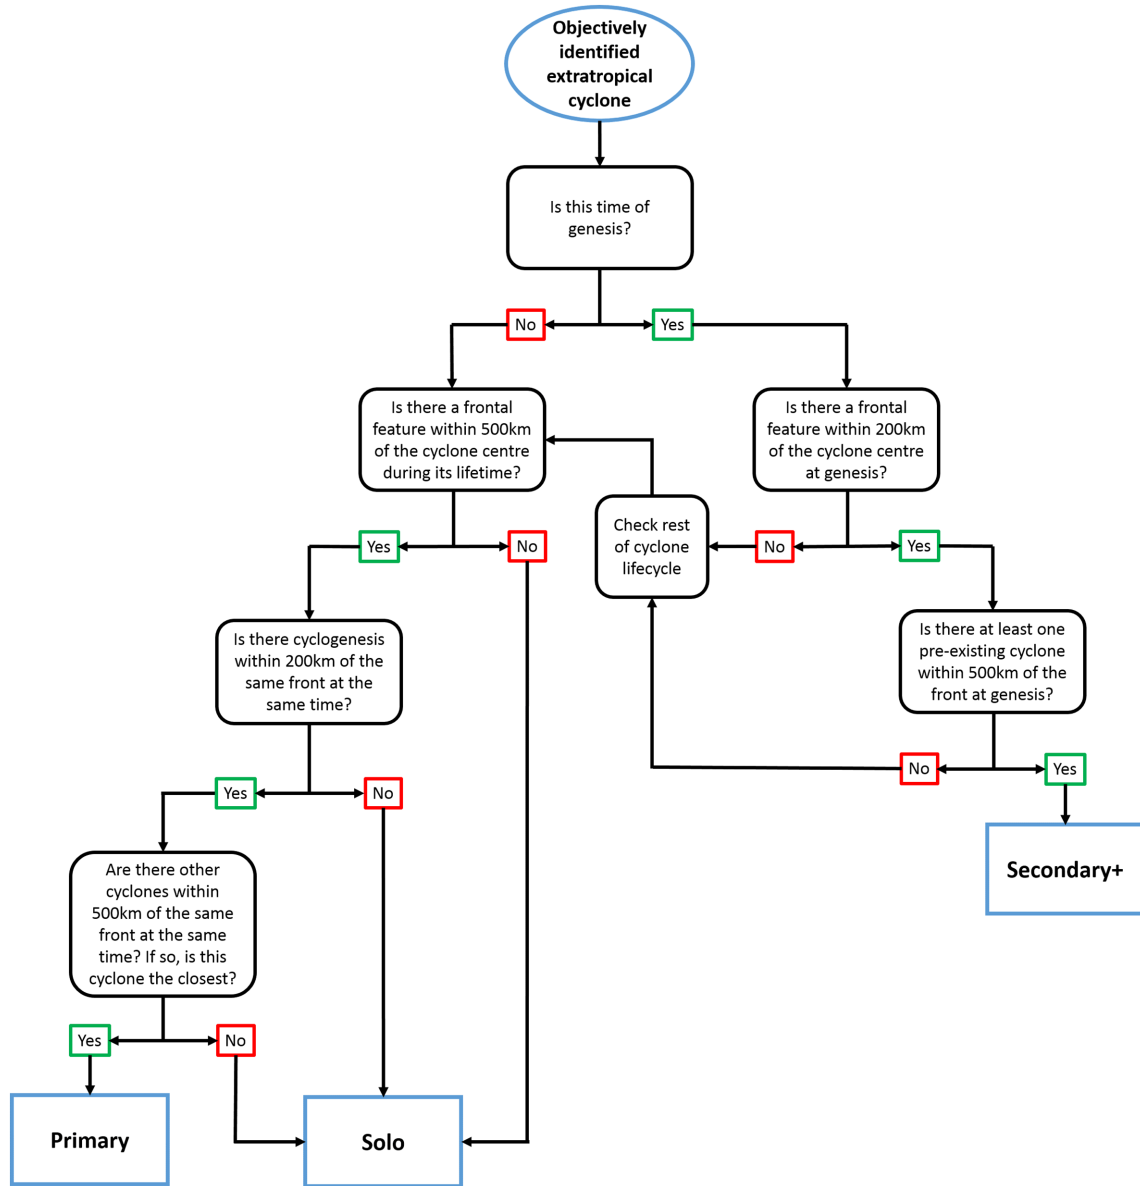 Objectively
identified
extratropical
cyclone
Is this time of
genesis?
No
Yes
Is there a frontal
feature within 500km
of the cyclone centre
during its lifetime?
Is there a frontal
feature within 200km
of the cyclone centre
at genesis?
Check rest
of cyclone
lifecycle
Yes
No
No
Yes
Is there cyclogenesis
within 200km of the
same front at the
same time?
Is there at least one
pre-existing cyclone
within 500km of the
front at genesis?
No
Yes
Yes
No
Are there other
cyclones within
500km of the same
front at the same
time? If so, is this
cyclone the closest?
Secondary+
Yes
No
Primary
Solo